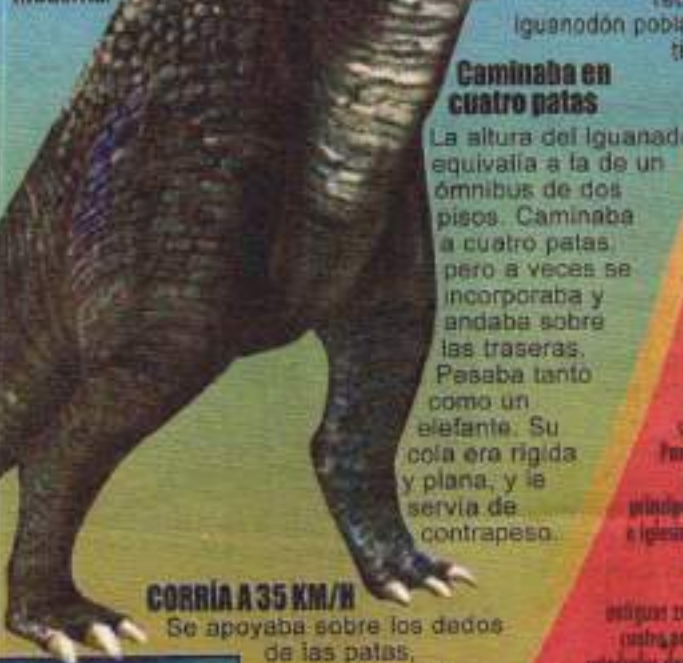 iguanodón
Caminaba en
cuatro patas
La altura del Iguanod
equivalía a la de un
ómnibus de dos
pisos. Caminaba
a cuatro patas,
pero a veces se
incorporaba y
andaba sobre
las traseras.
Pesaba tanto
como un
elefante. Su
cola era rígida
y plana, y le
servía de
contrapeso.
CORRÍA A 35 KM/H
Se apoyaba sobre los dedos
de las patas,